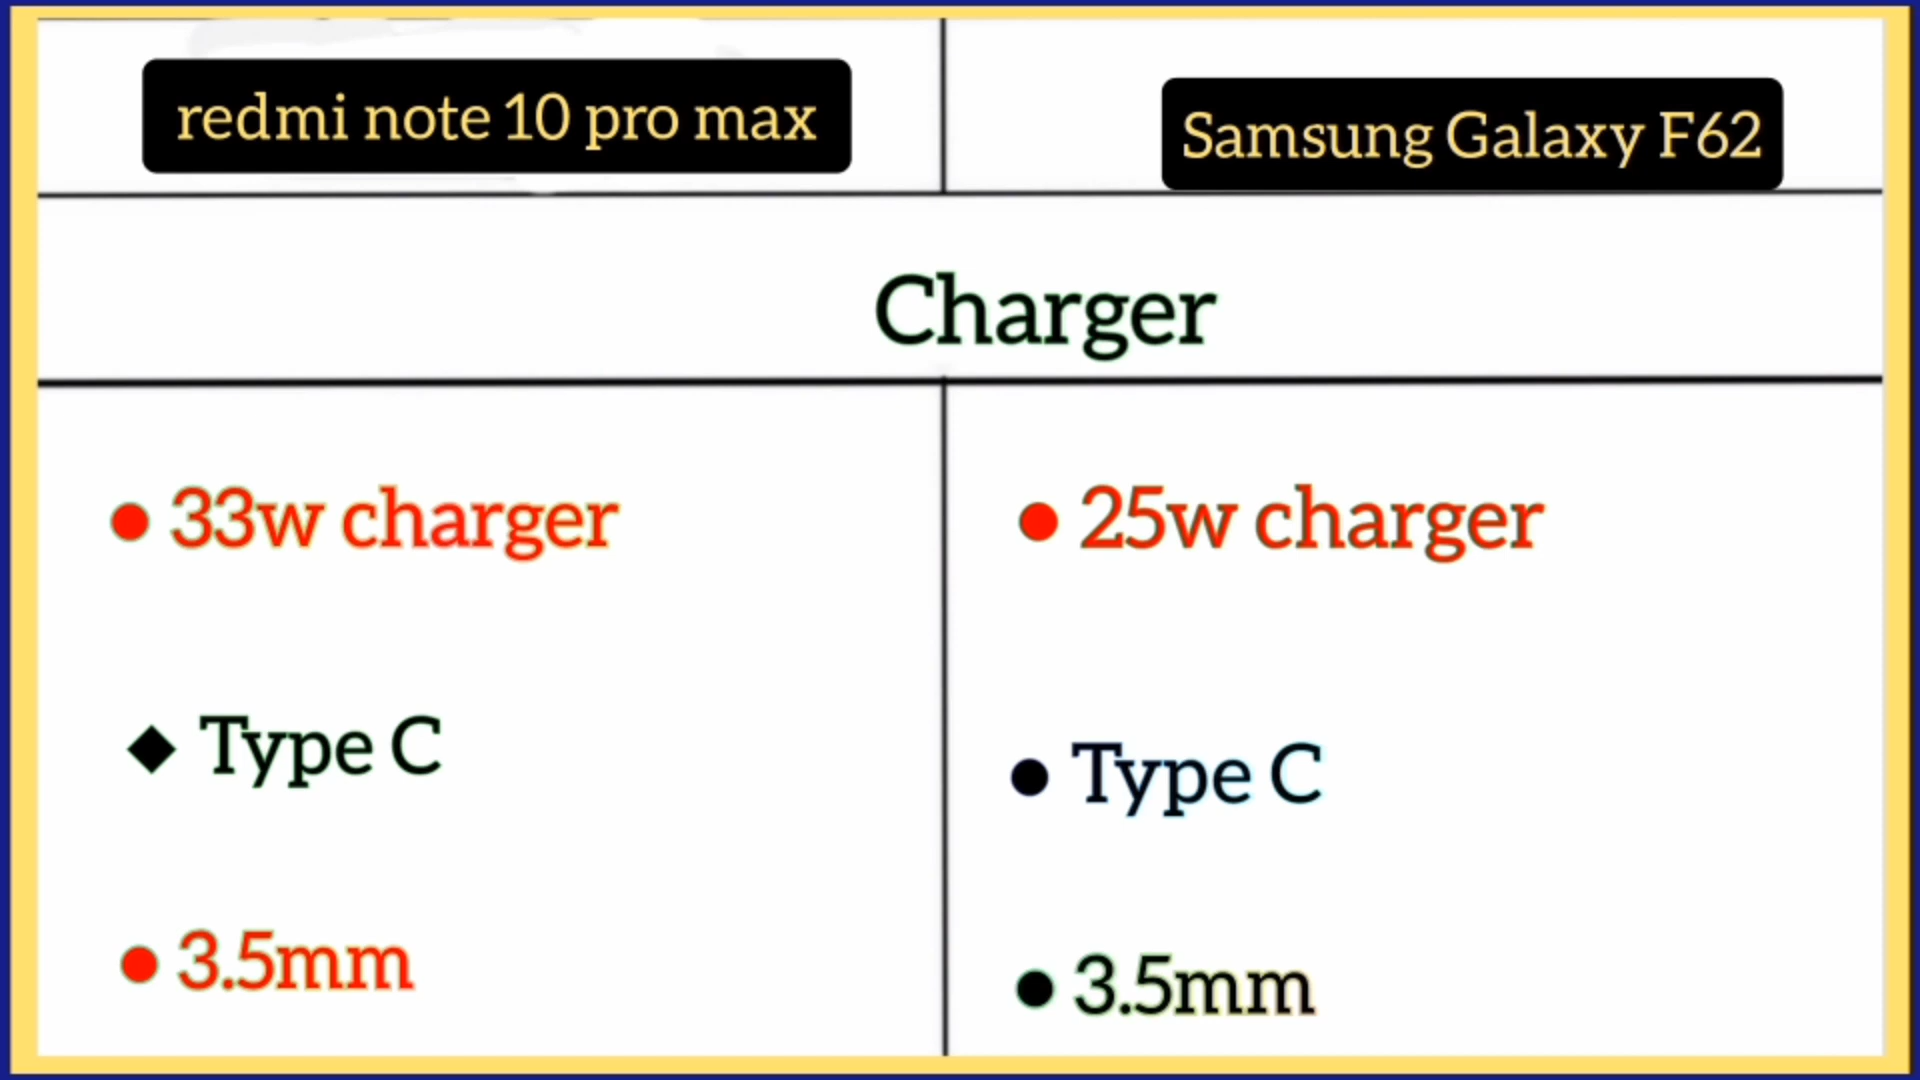 redmi note 10 pro max
Samsung Galaxy F62
Charger
33w charger
25w charger
Type C
Type C
3.5mm
3.5mm